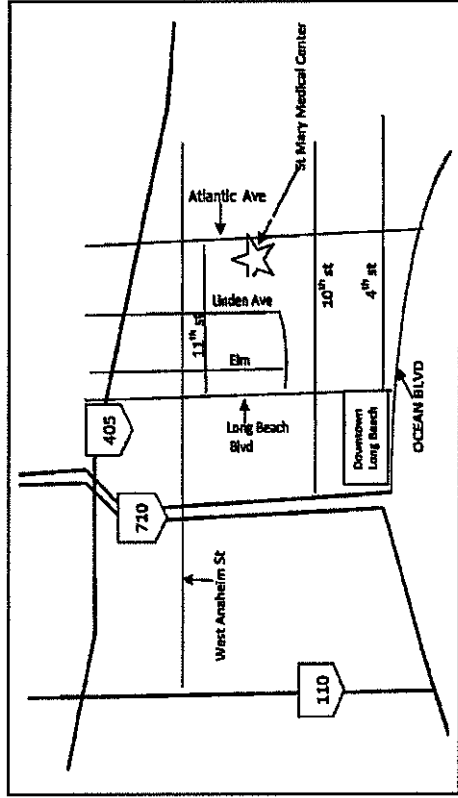 405
710
110
West Anaheim St
Atlantic Ave
11th st
Linden Ave
Elm
Long Beach
Blvd
St Mary Medical Center
10th st
4th st
Downtown
Long Beach
OCEAN BLVD